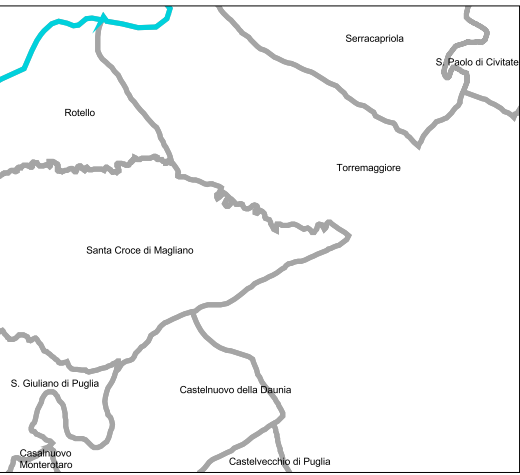 Serracapriola
S. Paolo di Civitate
Rotello
Torremaggiore
Santa Croce di Magliano
S. Giuliano di Puglia
Castelnuovo della Daunia
Casalnuovo
Monterotaro
Castelvecchio di Puglia